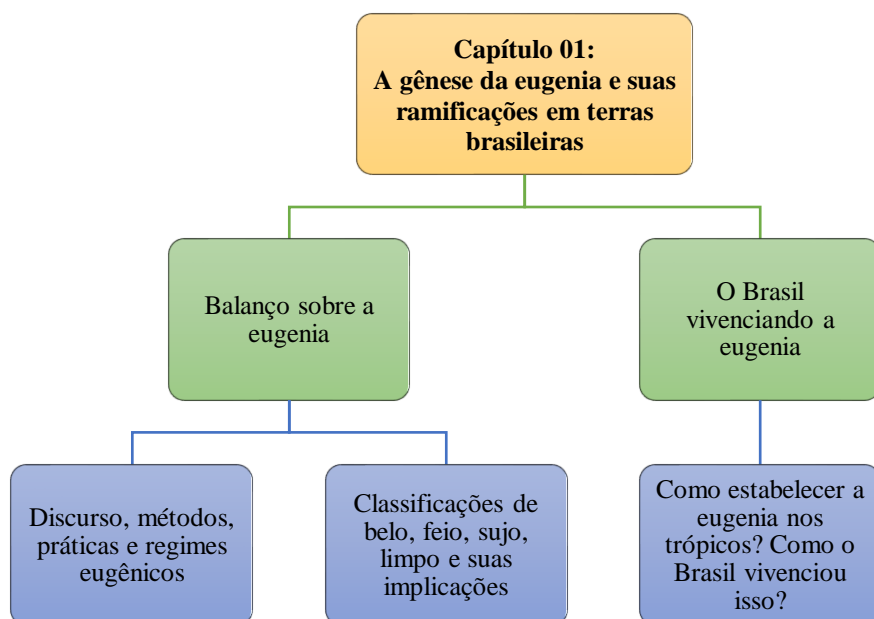 Capítulo 01:
A gênese da eugenia e suas
ramificações em terras
brasileiras
Balanço sobre a
eugenia
O Brasil
vivenciando a
eugenia
Discurso, métodos,
práticas e regimes
eugênicos
Classificações de
belo, feio, sujo,
limpo e suas
implicações
Como estabelecer a
eugenia nos
trópicos? Como o
Brasil vivenciou
isso?